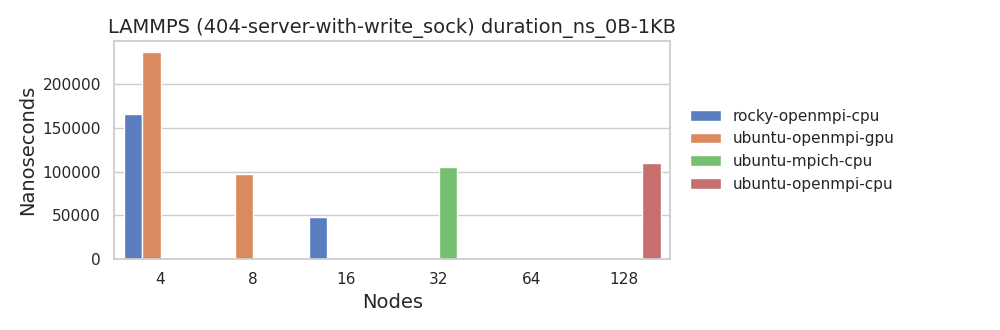 LAMMPS (404-server-with-write_sock) duration_ns_0B-1KB
Nanoseconds
200000
150000
100000
50000
0
4 8 16 32 64 128
Nodes
rocky-openmpi-cpu
ubuntu-openmpi-gpu
ubuntu-mpich-cpu
ubuntu-openmpi-cpu